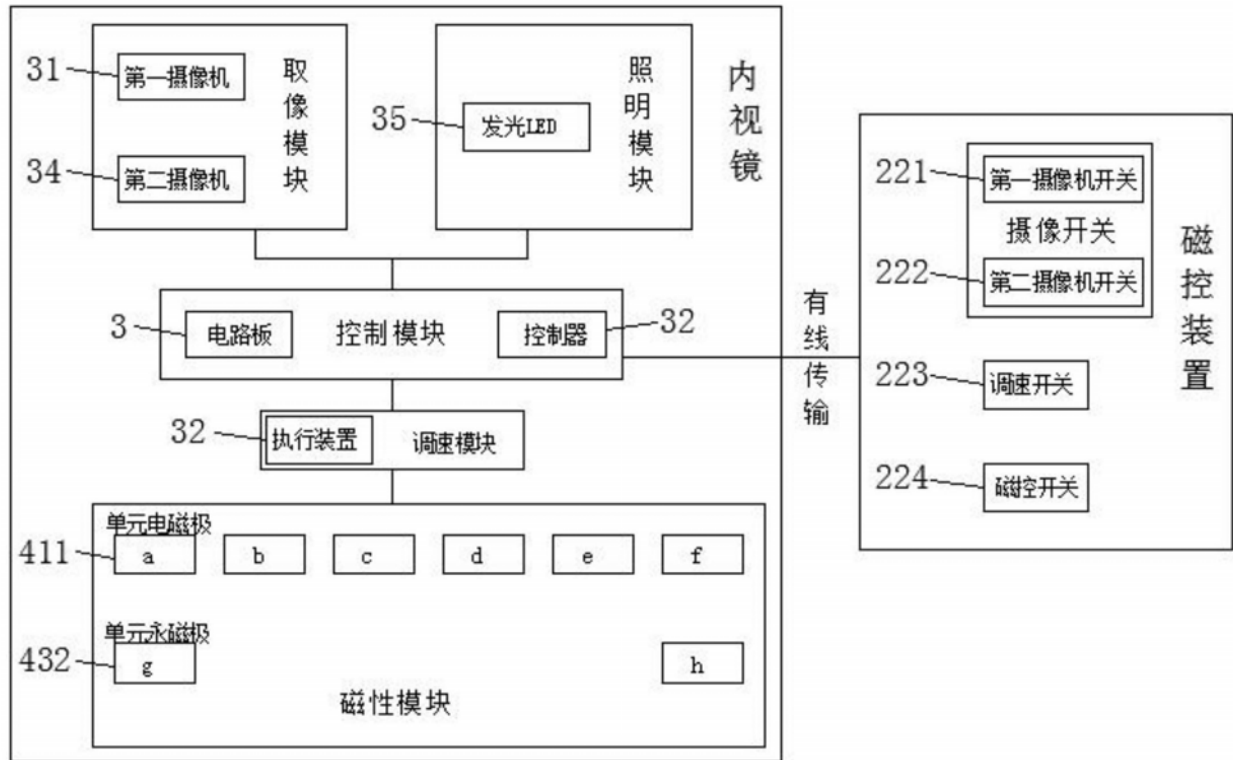 31
第一摄像机
34
第二摄像机
取像模块
35
发光LED
照明模块
内视镜
3
电路板
控制模块
控制器
32
32
执行装置
调速模块
单元电磁极
411
a
b
c
d
e
f
单元永磁极
432
g
h
磁性模块
有线传输
221
第一摄像机开关
摄像开关
222
第二摄像机开关
223
调速开关
224
磁控开关
磁控装置